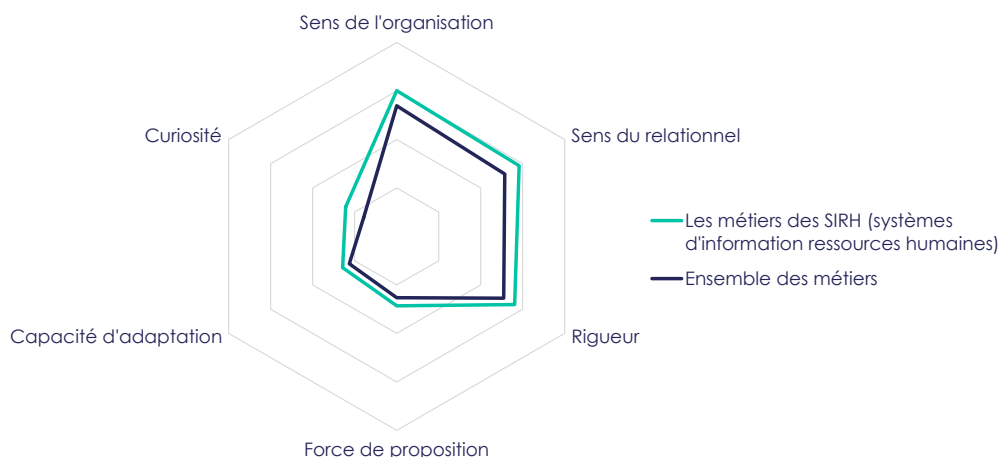 Sens de l'organisation
Curiosité
Sens du relationnel
Les métiers des SIRH (systèmes
d'information ressources humaines)
Ensemble des métiers
Capacité d'adaptation
Rigueur
Force de proposition